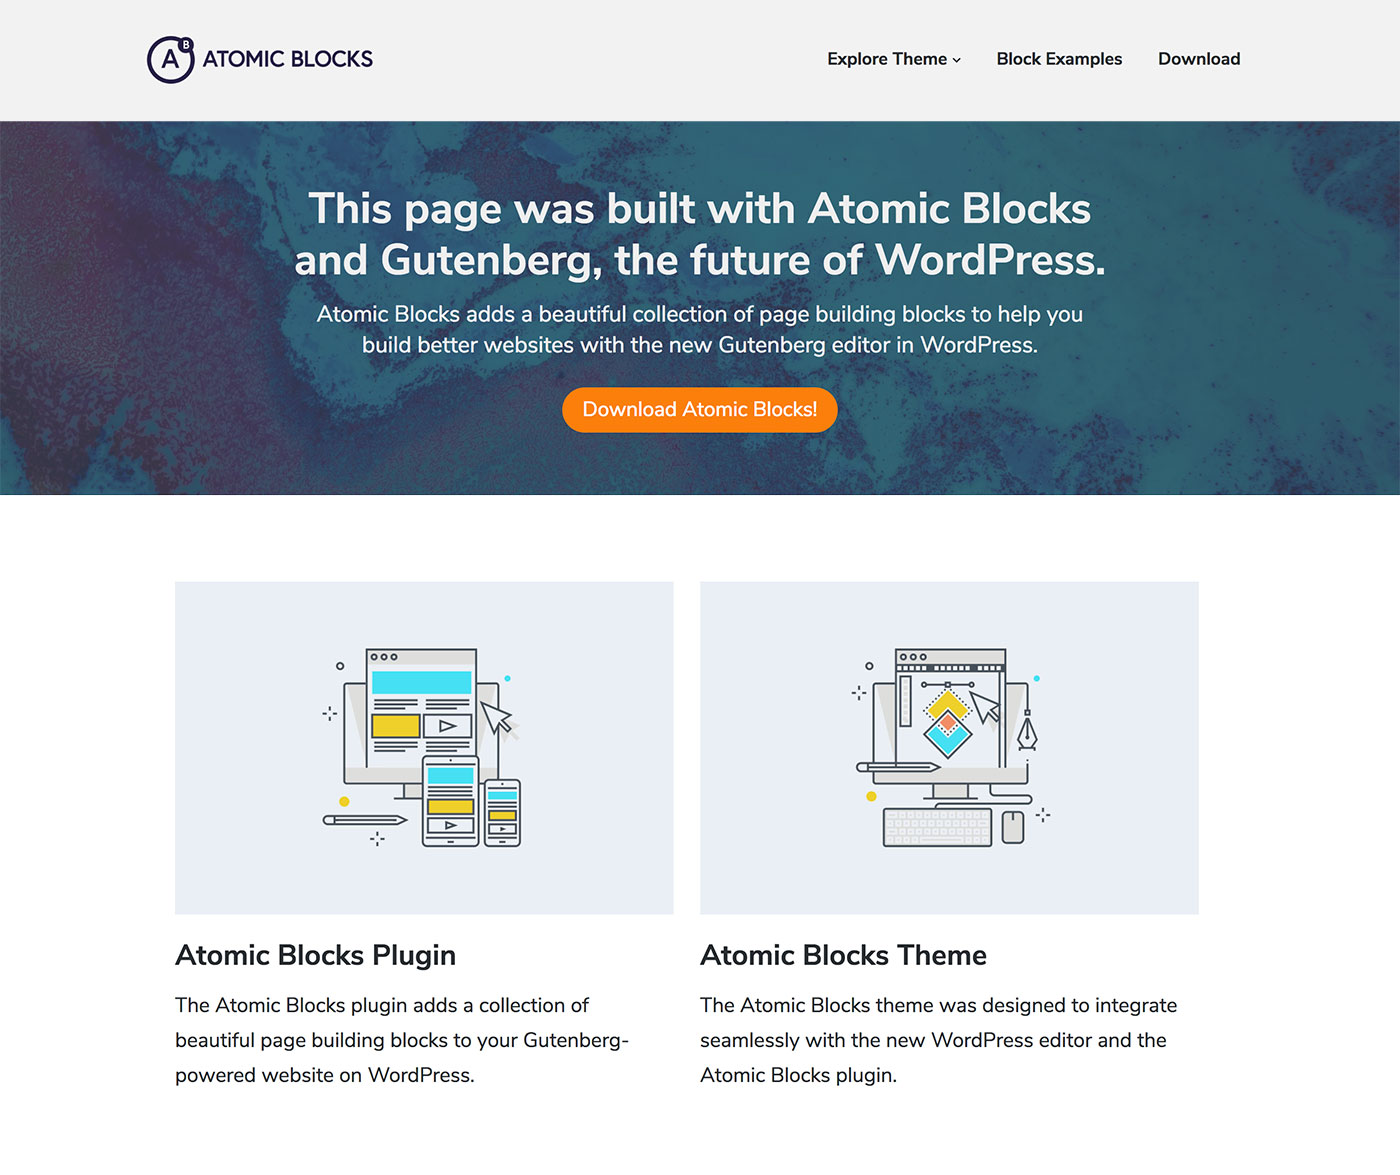 A B ATOMIC BLOCKS
Explore Theme Block Examples Download
This page was built with Atomic Blocks
and Gutenberg, the future of WordPress.
Atomic Blocks adds a beautiful collection of page building blocks to help you
build better websites with the new Gutenberg editor in WordPress.
Download Atomic Blocks!
Atomic Blocks Plugin
The Atomic Blocks plugin adds a collection of
beautiful page building blocks to your Gutenberg-
powered website on WordPress.
Atomic Blocks Theme
The Atomic Blocks theme was designed to integrate
seamlessly with the new WordPress editor and the
Atomic Blocks plugin.